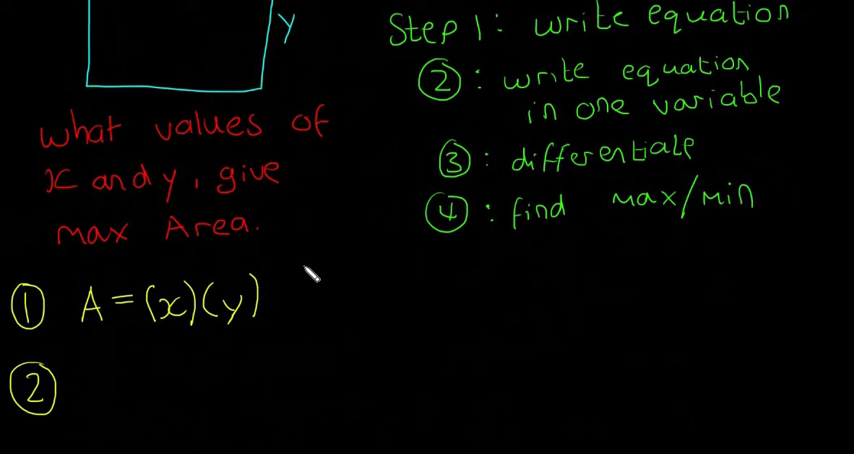 y
Step 1: write equation
②: write equation
in one variable
③: differentiate
④: find max/min
what values of
x and y, give
max Area.
① A = (x)(y)
②